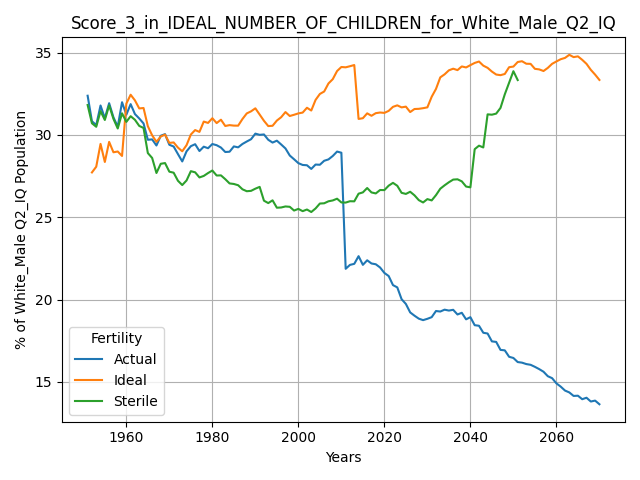 Score_3_in_IDEAL_NUMBER_OF_CHILDREN_for_White_Male_Q2_IQ
% of White_Male Q2_IQ Population
35
30
25
20
15
Fertility
Actual
Ideal
Sterile
1960 1980 2000 2020 2040 2060
Years